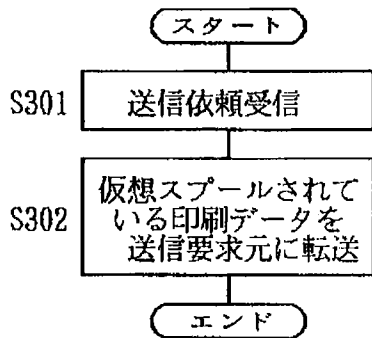 スタート
S301
送信依頼受信
S302
仮想スプールされて
いる印刷データを
送信要求元に転送
エンド